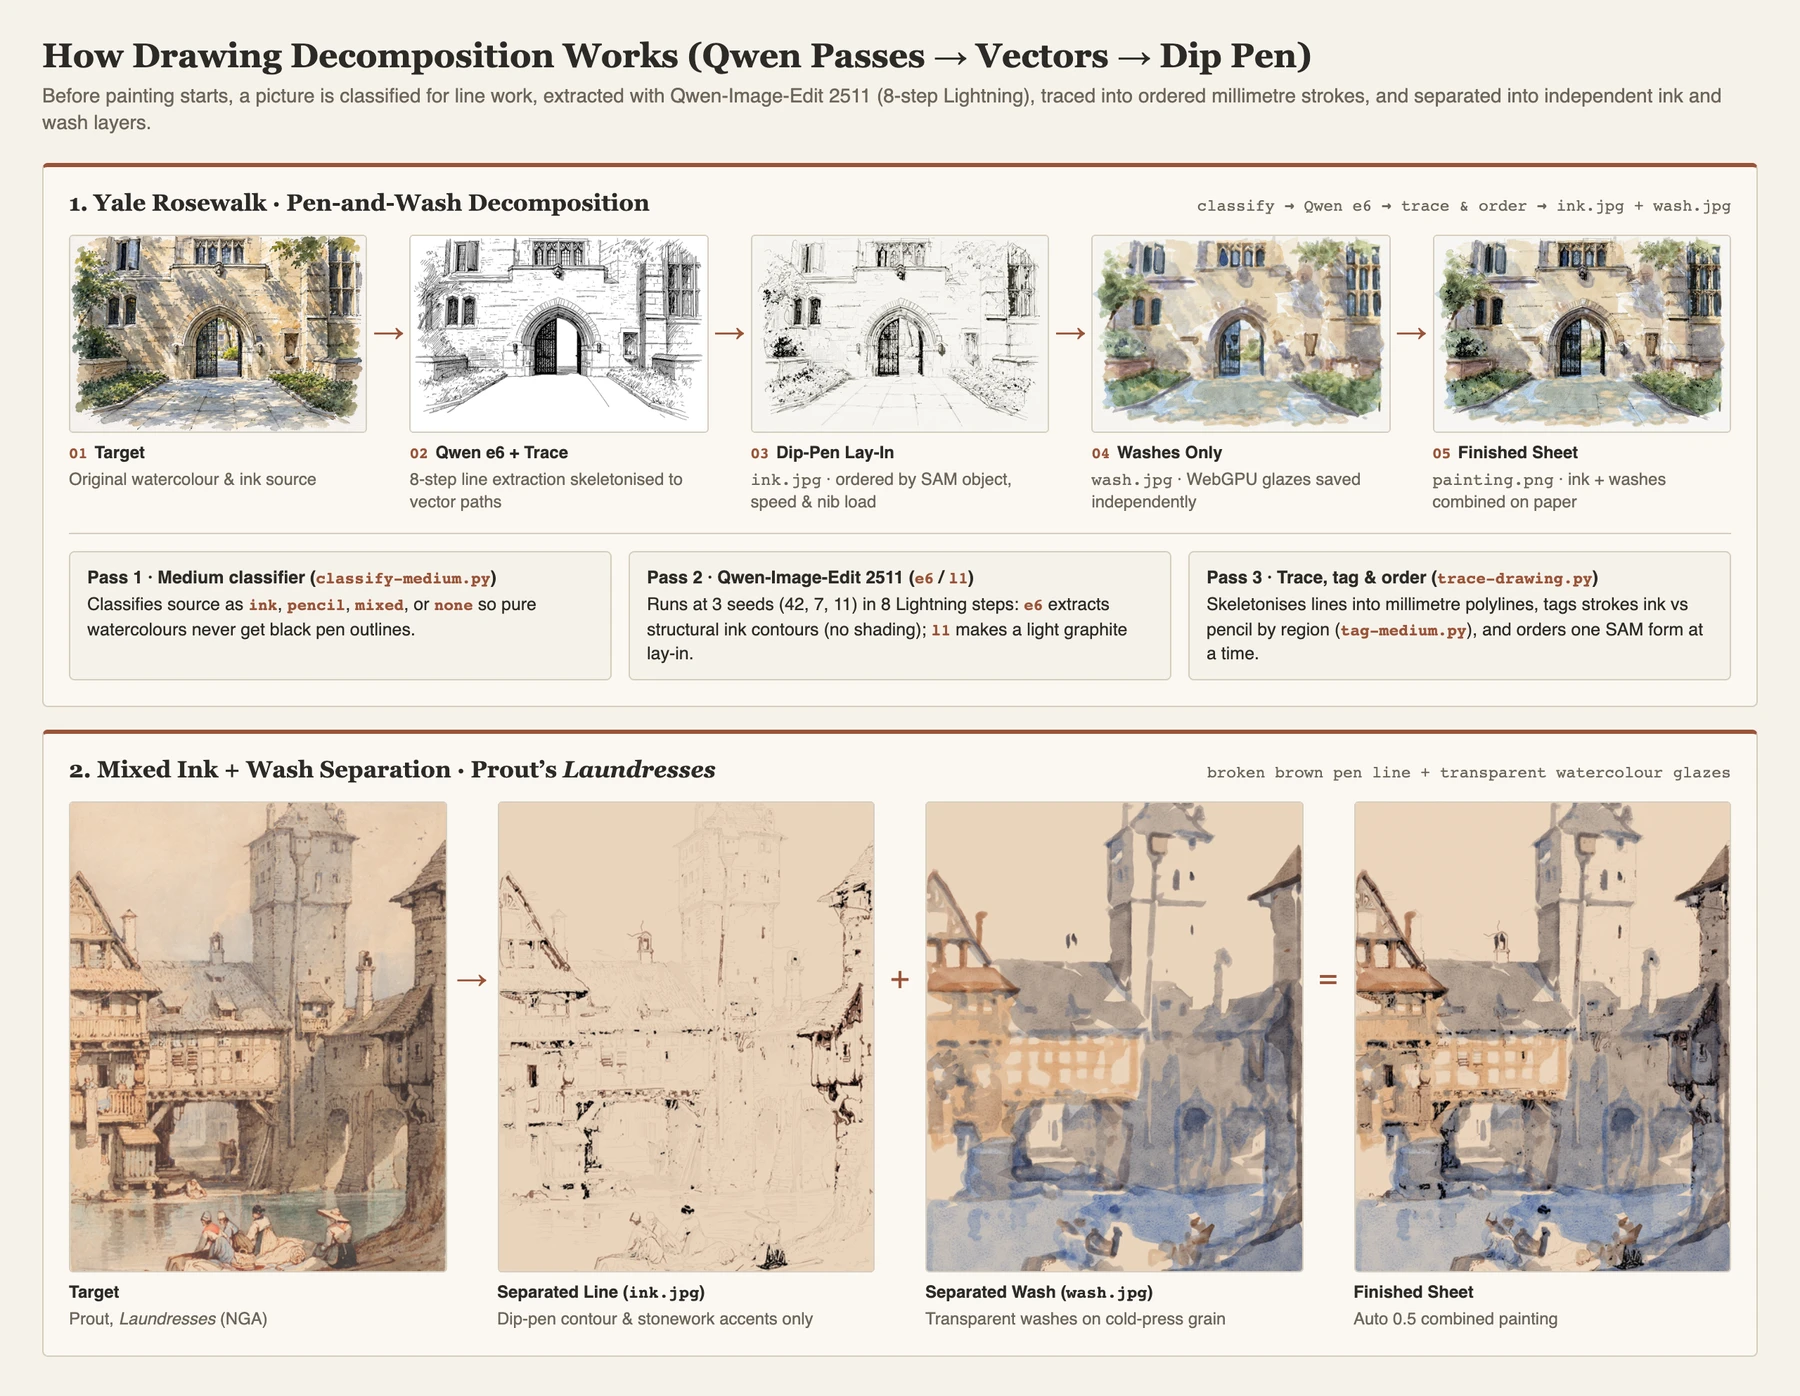 How Drawing Decomposition Works (Qwen Passes → Vectors → Dip Pen)
Before painting starts, a picture is classified for line work, extracted with Qwen-Image-Edit 2511 (8-step Lightning), traced into ordered millimetre strokes, and separated into independent ink and
wash layers.
1. Yale Rosewalk · Pen-and-Wash Decomposition
classify → Qwen e6 → trace & order → ink.jpg + wash.jpg
01 Target
Original watercolour & ink source
02 Qwen e6 + Trace
8-step line extraction skeletonised to
vector paths
03 Dip-Pen Lay-In
ink.jpg · ordered by SAM object,
speed & nib load
04 Washes Only
wash.jpg · WebGPU glazes saved
independently
05 Finished Sheet
painting.png · ink + washes
combined on paper
Pass 1 · Medium classifier (classify-medium.py)
Classifies source as ink, pencil, mixed, or none so pure
watercolours never get black pen outlines.
Pass 2 · Qwen-Image-Edit 2511 (e6 / l1)
Runs at 3 seeds (42, 7, 11) in 8 Lightning steps: e6 extracts
structural ink contours (no shading); l1 makes a light graphite
lay-in.
Pass 3 · Trace, tag & order (trace-drawing.py)
Skeletonises lines into millimetre polylines, tags strokes ink vs
pencil by region (tag-medium.py), and orders one SAM form at
a time.
2. Mixed Ink + Wash Separation · Prout’s Laundresses
broken brown pen line + transparent watercolour glazes
→
+
=
Target
Prout, Laundresses (NGA)
Separated Line (ink.jpg)
Dip-pen contour & stonework accents only
Separated Wash (wash.jpg)
Transparent washes on cold-press grain
Finished Sheet
Auto 0.5 combined painting